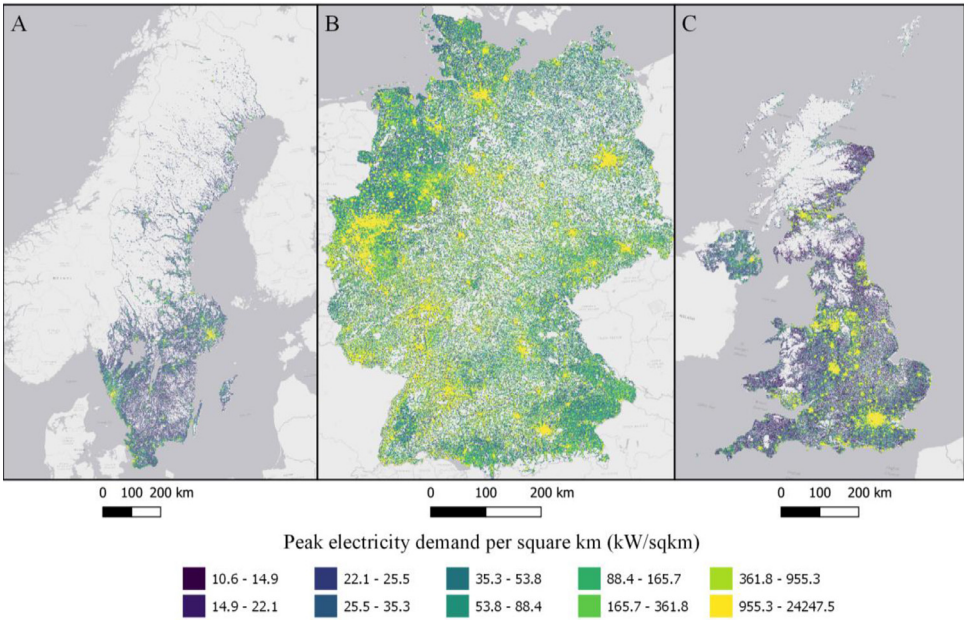 A
B
C
0 100 200 km
0 100 200 km
0 100 200 km
Peak electricity demand per square km (kW/sqkm)
10.6 - 14.9
22.1 - 25.5
35.3 - 53.8
88.4 - 165.7
361.8 - 955.3
14.9 - 22.1
25.5 - 35.3
53.8 - 88.4
165.7 - 361.8
955.3 - 24247.5